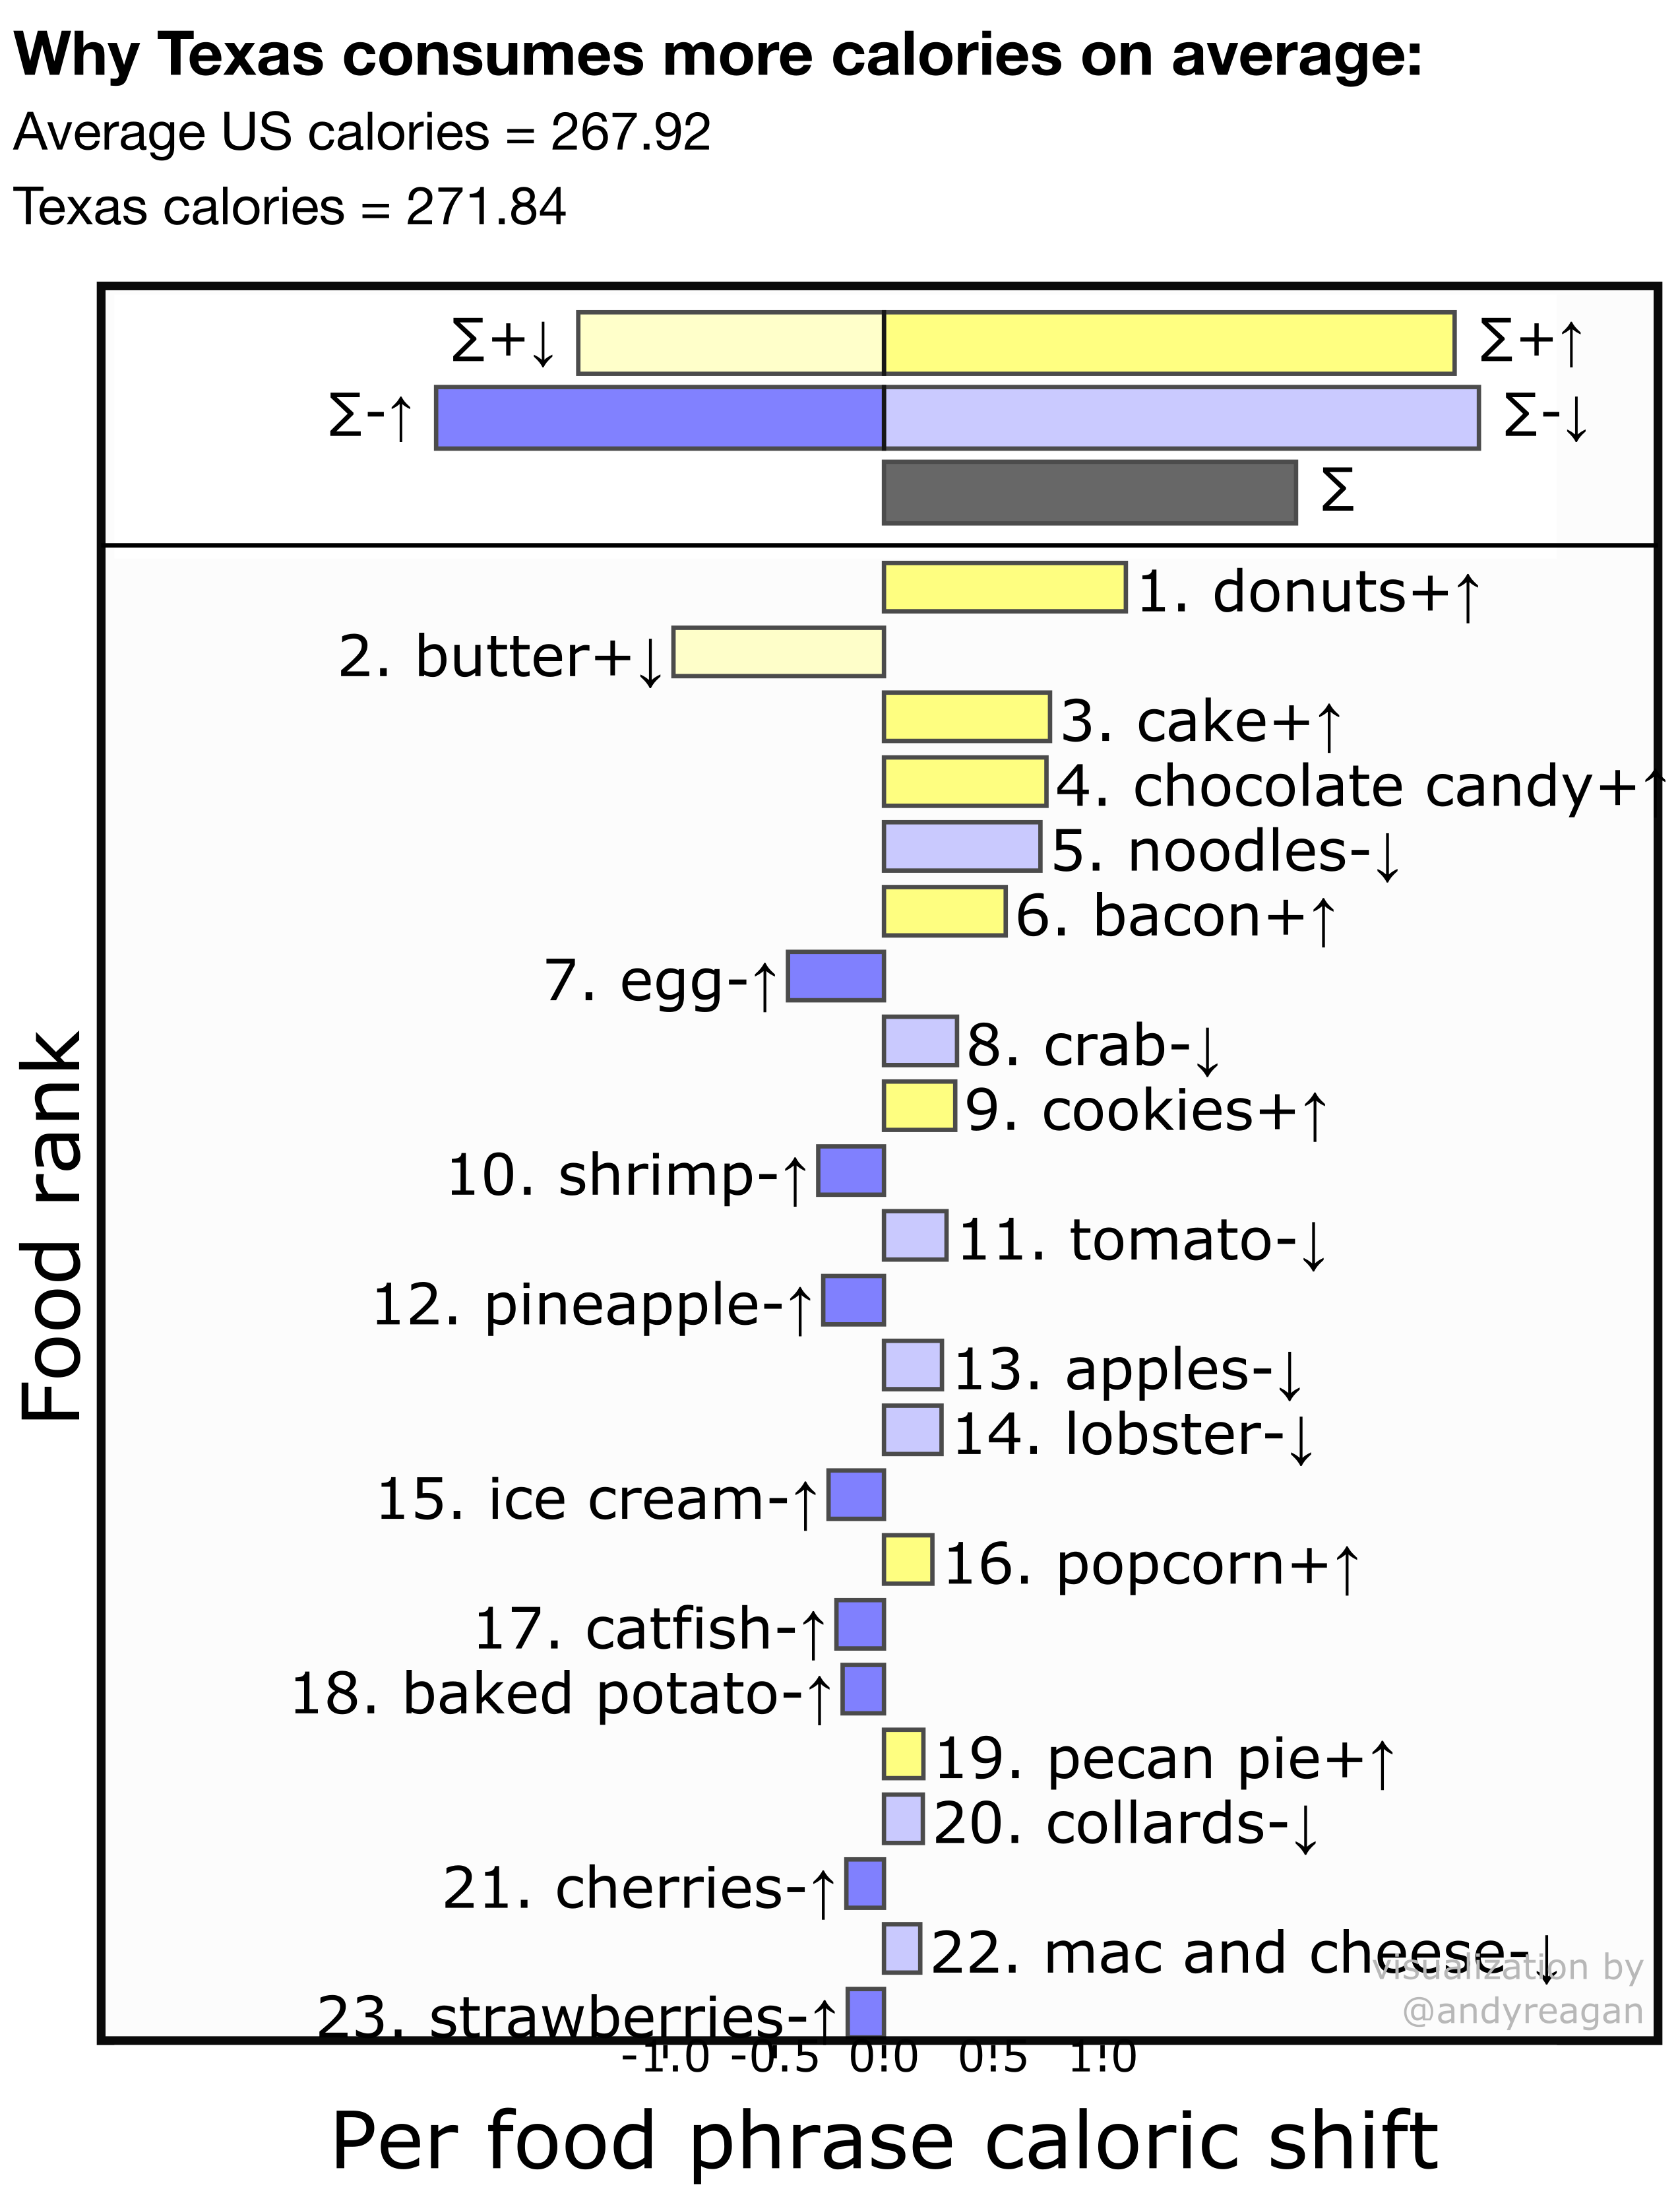 Why Texas consumes more calories on average:
Average US calories = 267.92
Texas calories = 271.84
∑+↓
∑+↑
∑-↑
∑-↓
∑
1. donuts+↑
2. butter+↓
3. cake+↑
4. chocolate candy+↑
5. noodles-↓
6. bacon+↑
7. egg-↑
8. crab-↓
9. cookies+↑
10. shrimp-↑
11. tomato-↓
12. pineapple-↑
13. apples-↓
14. lobster-↓
15. ice cream-↑
16. popcorn+↑
17. catfish-↑
18. baked potato-↑
19. pecan pie+↑
20. collards-↓
21. cherries-↑
22. mac and cheese-↓
23. strawberries-↑
visualization by
@andyreagan
Food rank
-1.0 -0.5 0.0 0.5 1.0
Per food phrase caloric shift